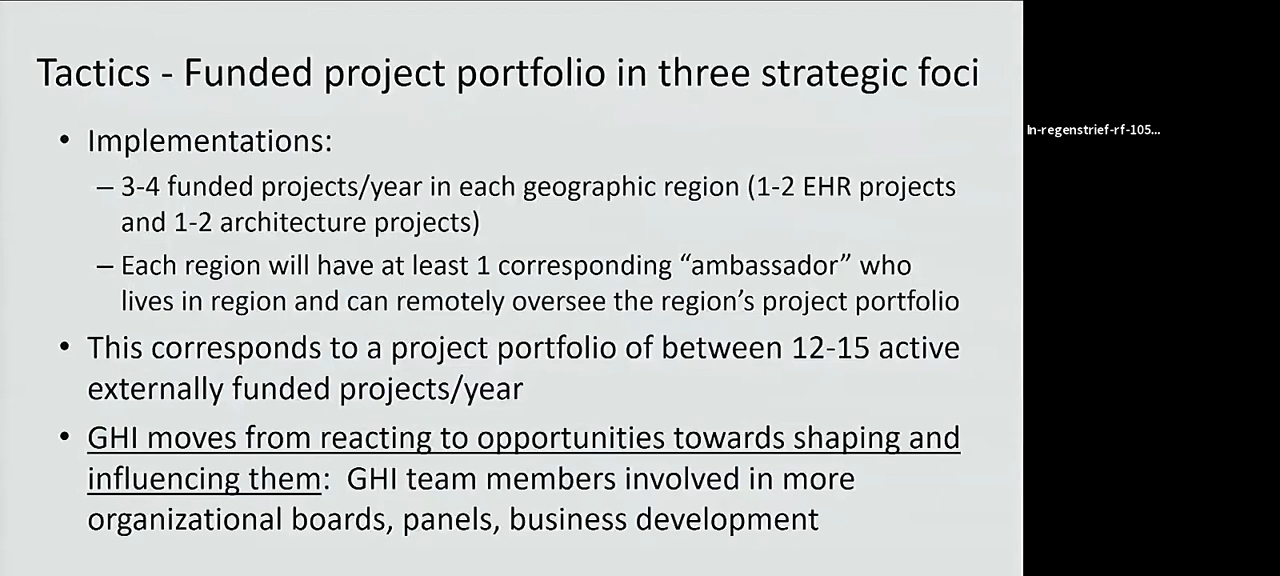 Tactics - Funded project portfolio in three strategic foci
• Implementations:
– 3-4 funded projects/year in each geographic region (1-2 EHR projects
and 1-2 architecture projects)
– Each region will have at least 1 corresponding “ambassador” who
lives in region and can remotely oversee the region’s project portfolio
• This corresponds to a project portfolio of between 12-15 active
externally funded projects/year
• GHI moves from reacting to opportunities towards shaping and
influencing them:  GHI team members involved in more
organizational boards, panels, business development
In-regenstrief-rf-105...